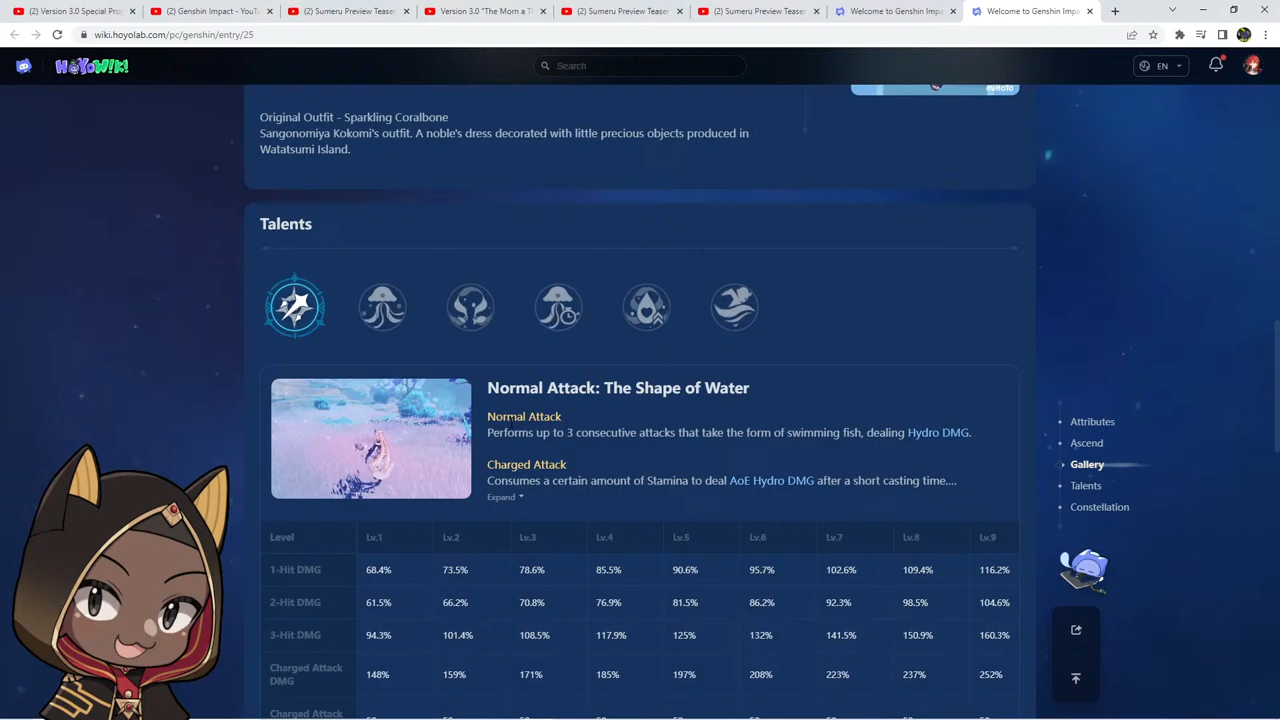 (2) Version 3.0 Special Pro
(2) Genshin Impact - YouT
(2) Sumeru Preview Teaser
Version 3.0 "The Morn a T
(2) Sumeru Preview Teaser
(2) Sumeru Preview Teaser
Welcome to Genshin Impa
Welcome to Genshin Impa
wiki.hoyolab.com/pc/genshin/entry/25
HoYoWiKi
Search
EN
miHoYo
Original Outfit - Sparkling Coralbone
Sangonomiya Kokomi's outfit. A noble's dress decorated with little precious objects produced in
Watatsumi Island.
Talents
Normal Attack: The Shape of Water
Normal Attack
Performs up to 3 consecutive attacks that take the form of swimming fish, dealing Hydro DMG.
Charged Attack
Consumes a certain amount of Stamina to deal AoE Hydro DMG after a short casting time....
Expand
Level Lv.1 Lv.2 Lv.3 Lv.4 Lv.5 Lv.6 Lv.7 Lv.8 Lv.9
1-Hit DMG 68.4% 73.5% 78.6% 85.5% 90.6% 95.7% 102.6% 109.4% 116.2%
2-Hit DMG 61.5% 66.2% 70.8% 76.9% 81.5% 86.2% 92.3% 98.5% 104.6%
3-Hit DMG 94.3% 101.4% 108.5% 117.9% 125% 132% 141.5% 150.9% 160.3%
Charged Attack
DMG 148% 159% 171% 185% 197% 208% 223% 237% 252%
Charged Attack
Attributes
Ascend
Gallery
Talents
Constellation